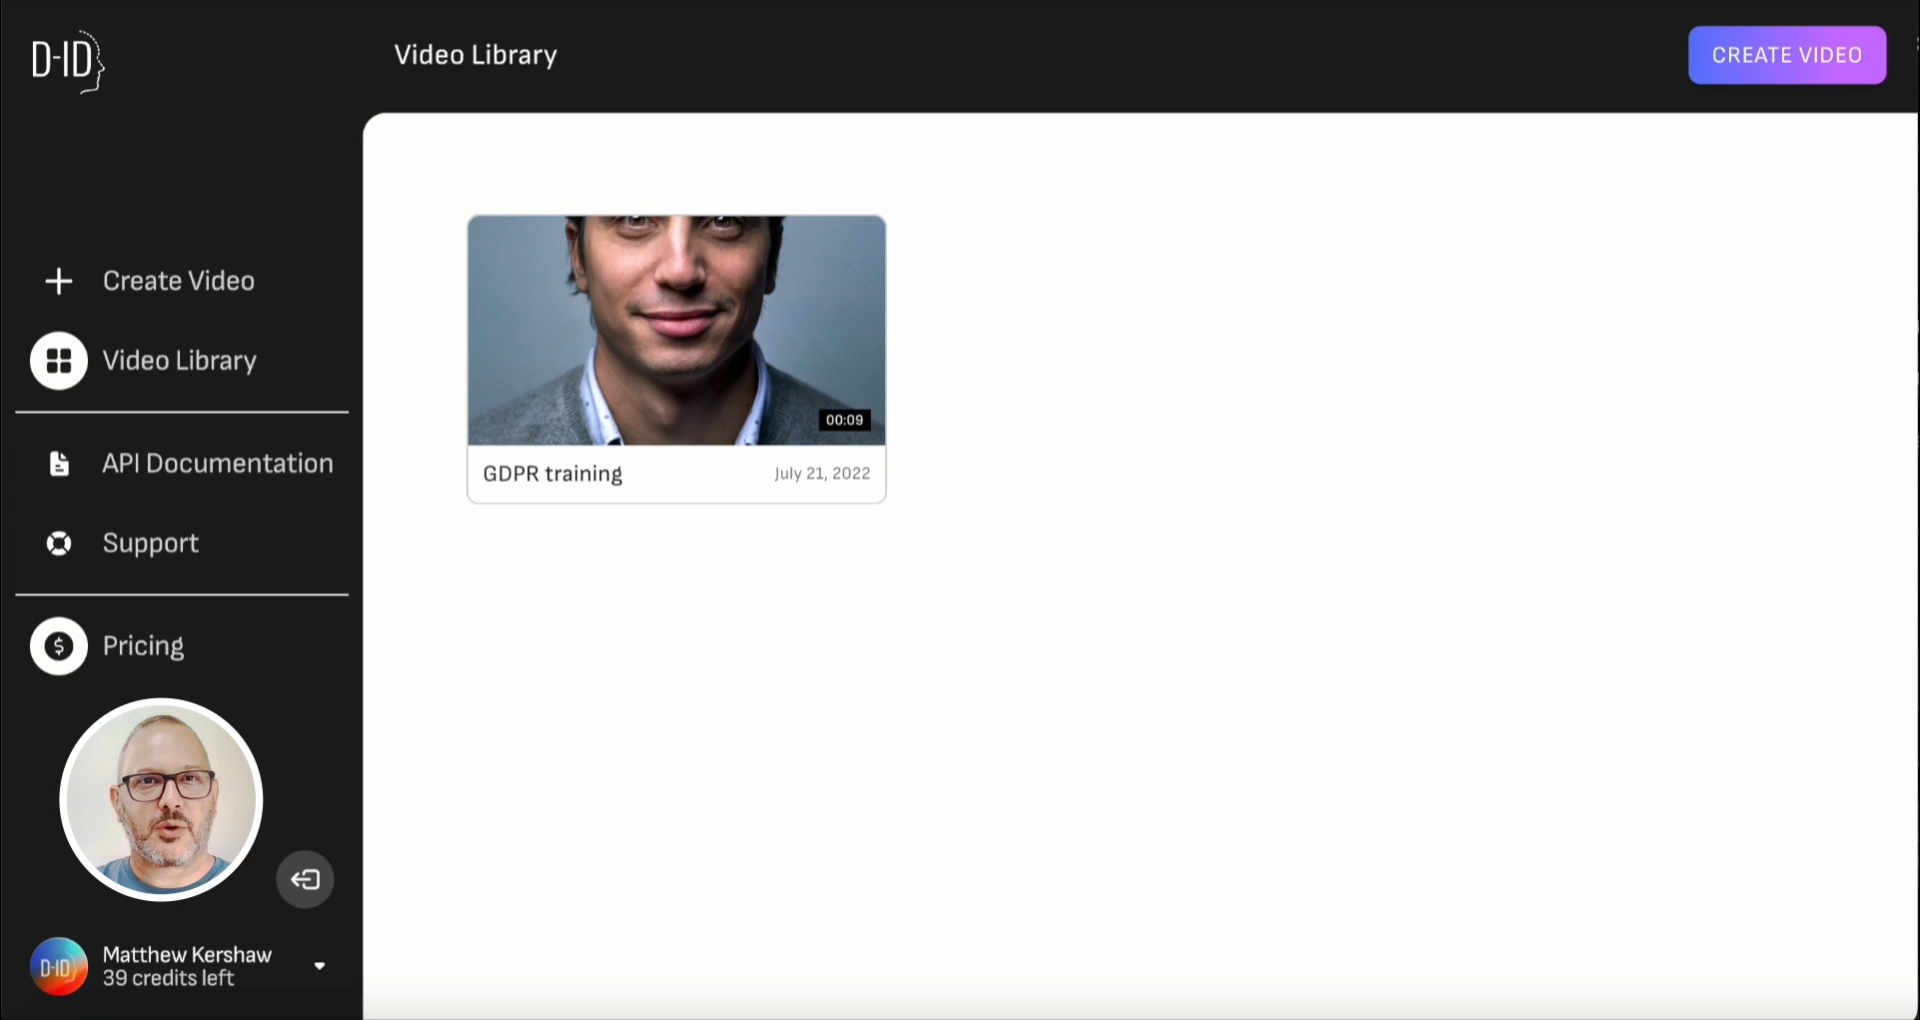 D-ID
Video Library
CREATE VIDEO
Create Video
Video Library
API Documentation
Support
Pricing
00:09
GDPR training
July 21, 2022
D-ID
Matthew Kershaw
39 credits left